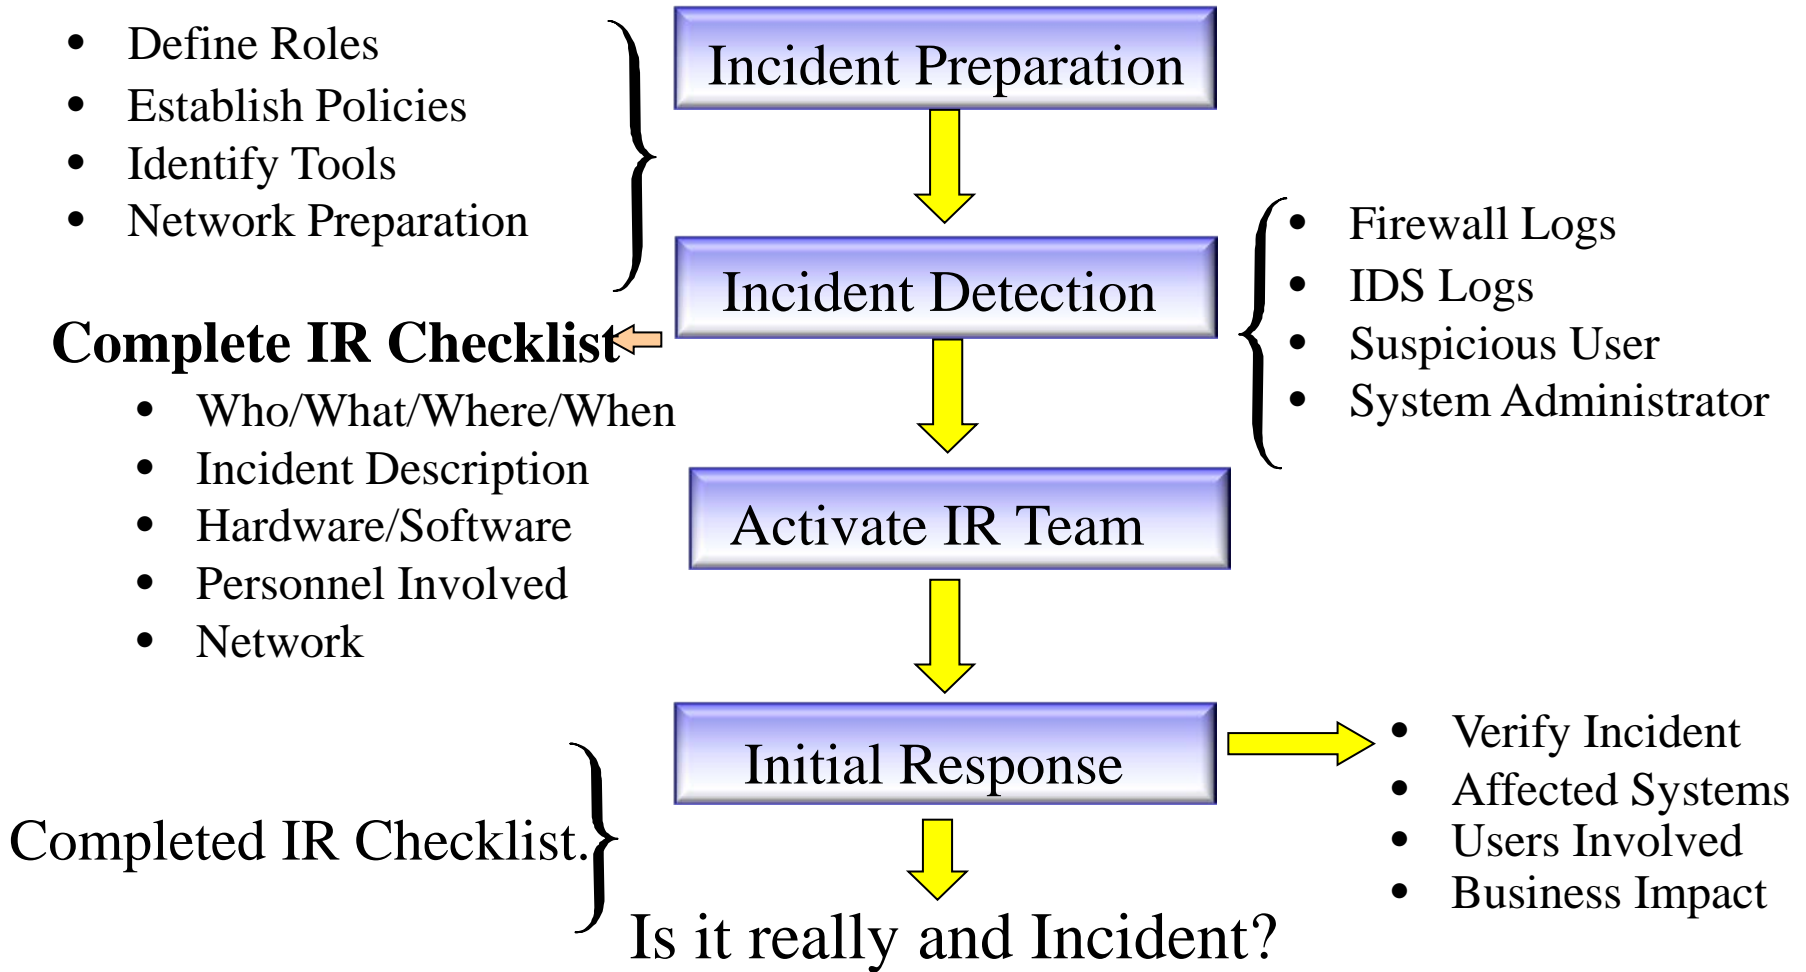 • Define Roles
• Establish Policies
• Identify Tools
• Network Preparation
Incident Preparation
Incident Detection
• Firewall Logs
• IDS Logs
• Suspicious User
• System Administrator
Complete IR Checklist
• Who/What/Where/When
• Incident Description
• Hardware/Software
• Personnel Involved
• Network
Activate IR Team
Initial Response
• Verify Incident
• Affected Systems
• Users Involved
• Business Impact
Completed IR Checklist.
Is it really and Incident?